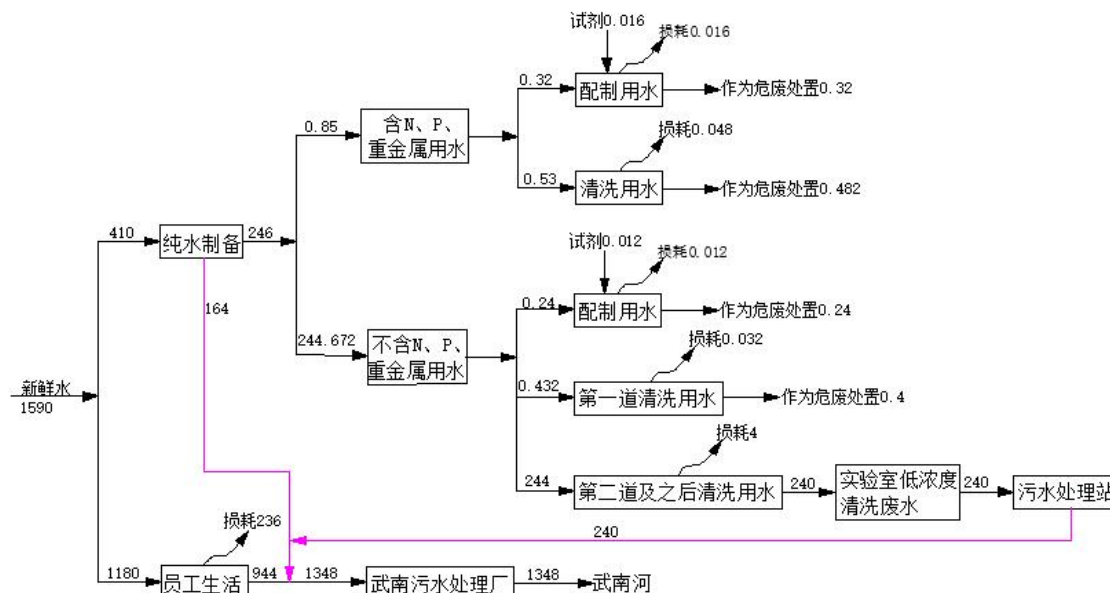 试剂0.016
损耗0.016
0.32
配制用水
作为危废处置0.32
0.85
含N、P、
重金属用水
损耗0.048
0.53
清洗用水
作为危废处置0.482
410
纯水制备
246
试剂0.012
损耗0.012
0.24
配制用水
作为危废处置0.24
164
244.672
不含N、P、
重金属用水
损耗0.032
0.432
第一道清洗用水
作为危废处置0.4
新鲜水
1590
损耗4
244
第二道及之后清洗用水
240
实验室低浓度
清洗废水
240
污水处理站
240
损耗236
1180
员工生活
944
1348
武南污水处理厂
1348
武南河